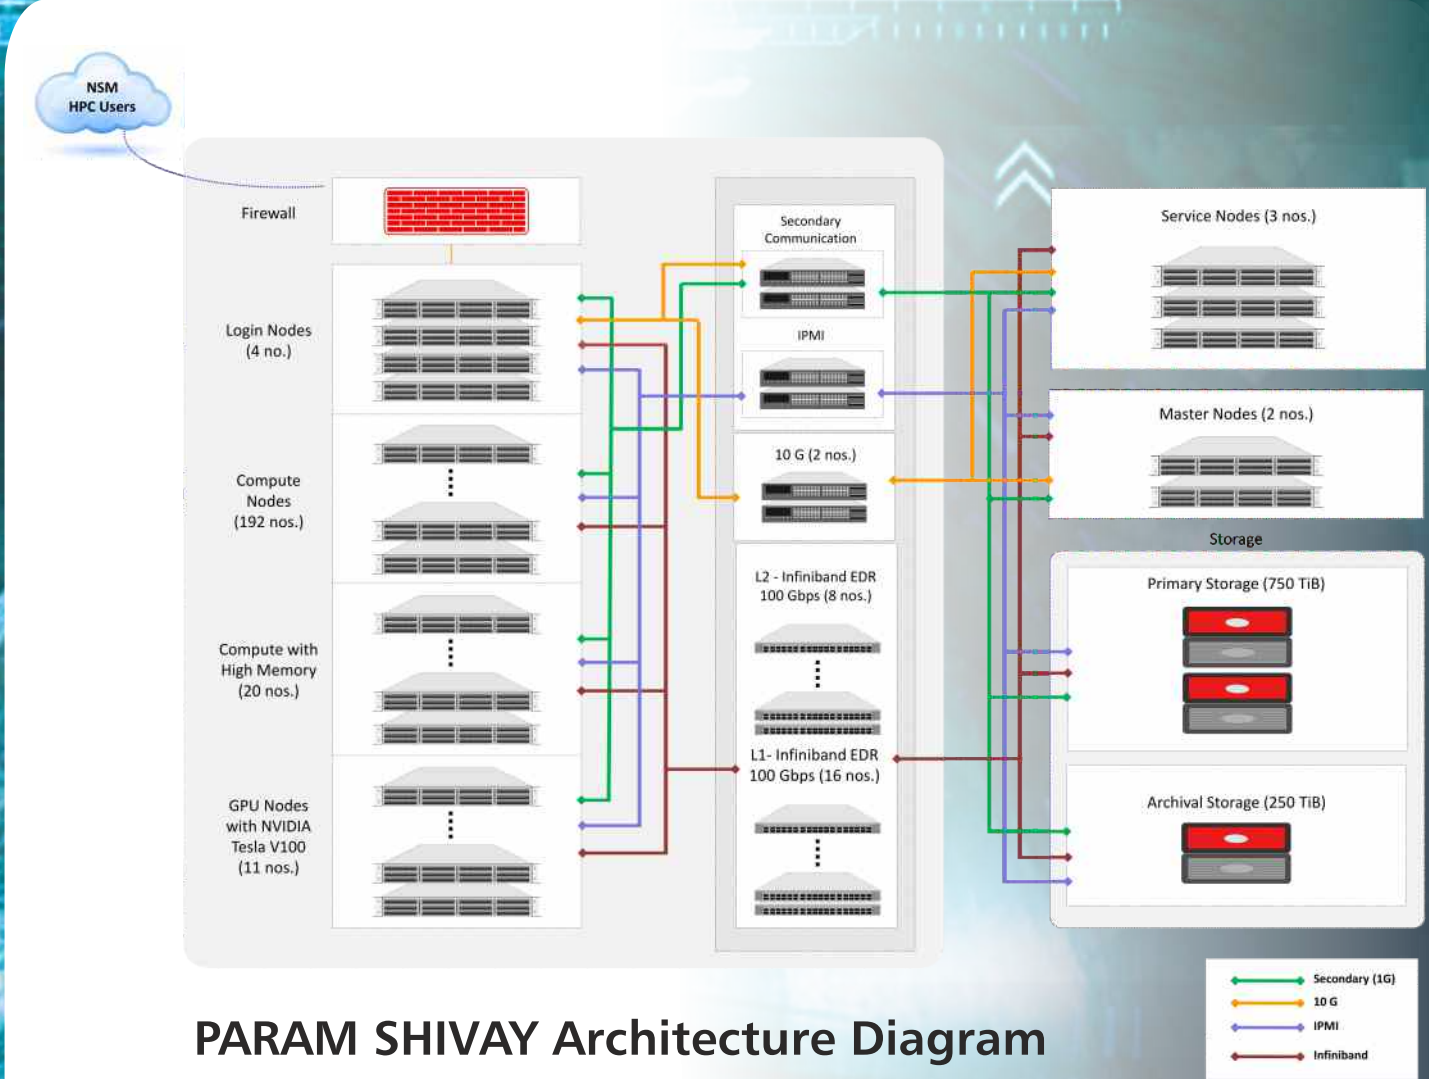 NSM
HPC Users
Firewall
Login Nodes
(4 no.)
Compute
Nodes
(192 nos.)
Compute with
High Memory
(20 nos.)
GPU Nodes
with NVIDIA
Tesla V100
(11 nos.)
Secondary
Communication
IPMI
10 G (2 nos.)
L2 - Infiniband EDR
100 Gbps (8 nos.)
L1- Infiniband EDR
100 Gbps (16 nos.)
Service Nodes (3 nos.)
Master Nodes (2 nos.)
Storage
Primary Storage (750 TiB)
Archival Storage (250 TiB)
Secondary (1G)
10 G
IPMI
Infiniband
PARAM SHIVAY Architecture Diagram